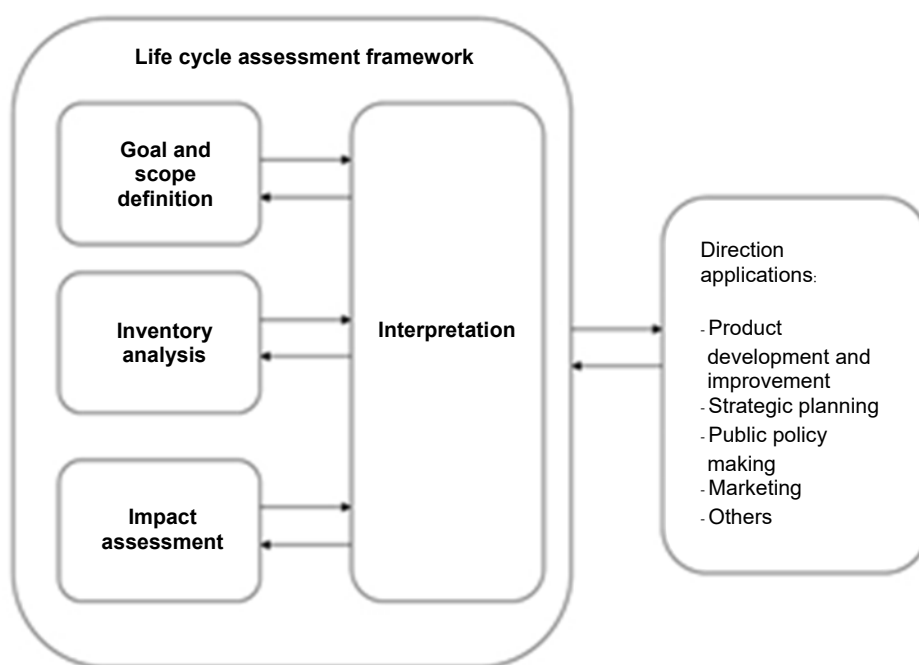 Life cycle assessment framework
Goal and
scope
definition
Inventory
analysis
Impact
assessment
Interpretation
Direction
applications:
- Product
development and
improvement
- Strategic planning
- Public policy
making
- Marketing
- Others